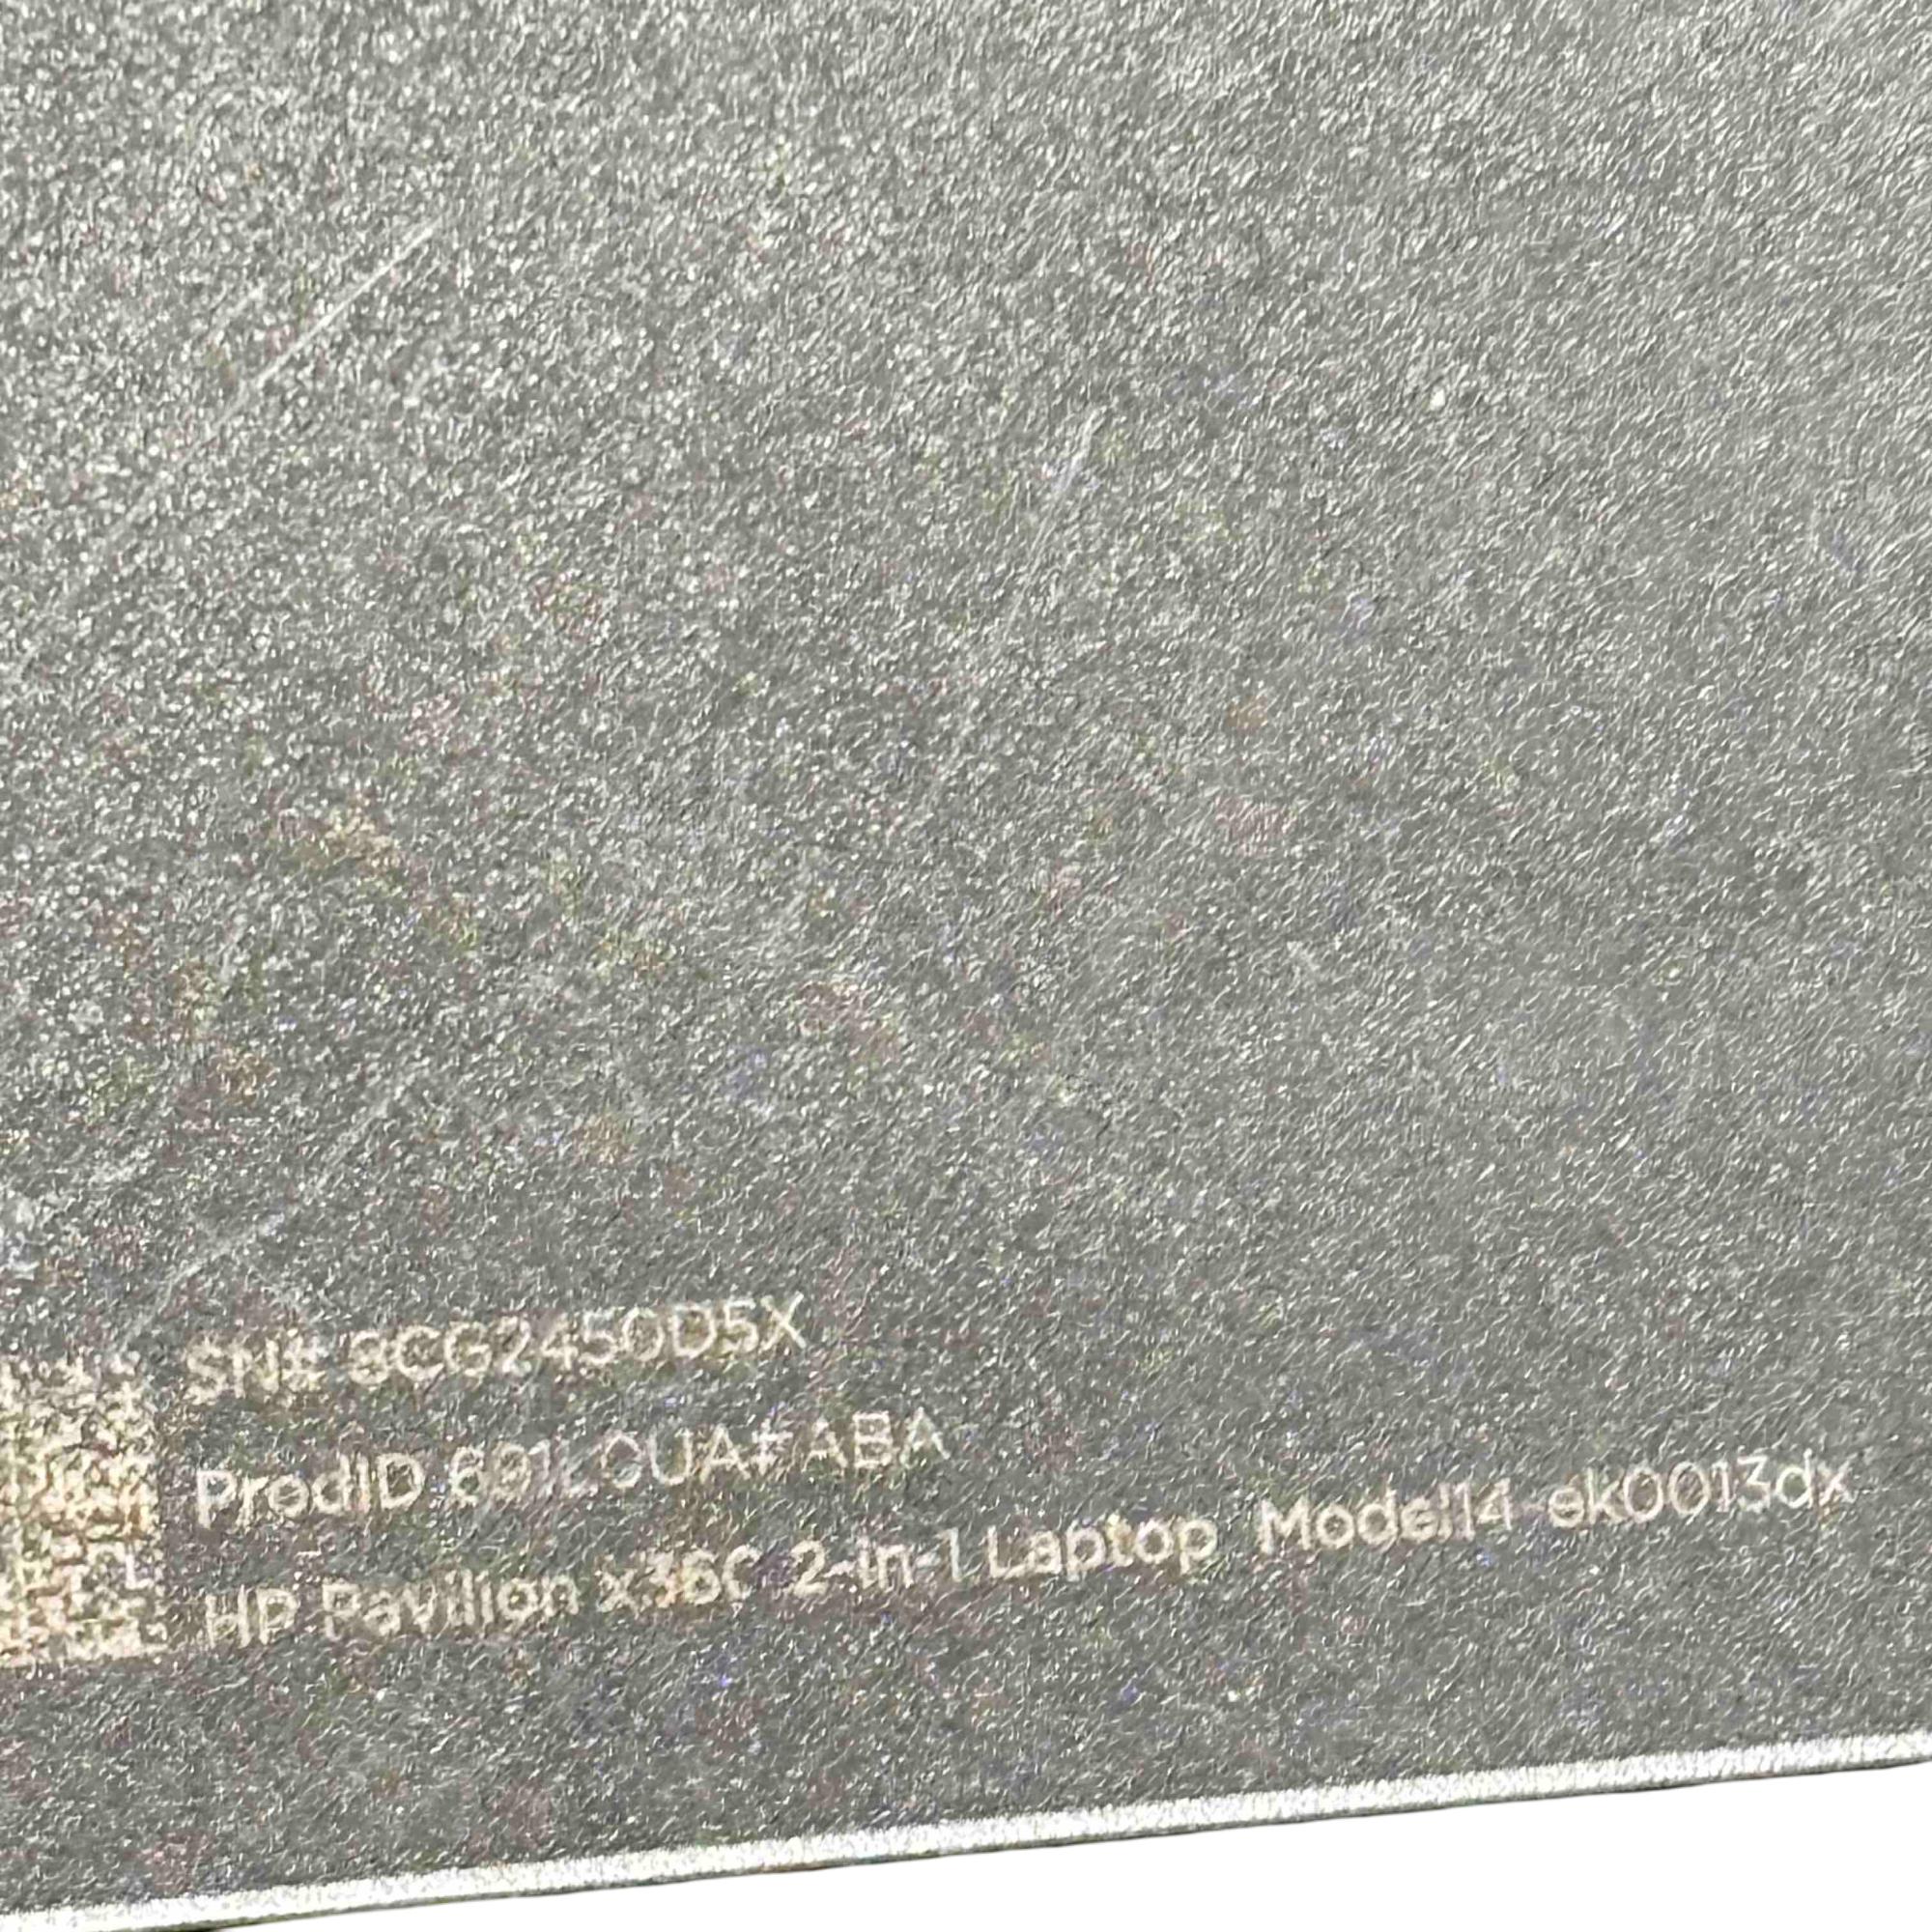 SN# 8CG2450D5X
ProdID 691L0UA#ABA
HP Pavilion x360 2-in-1 Laptop Model14-ek0013dx